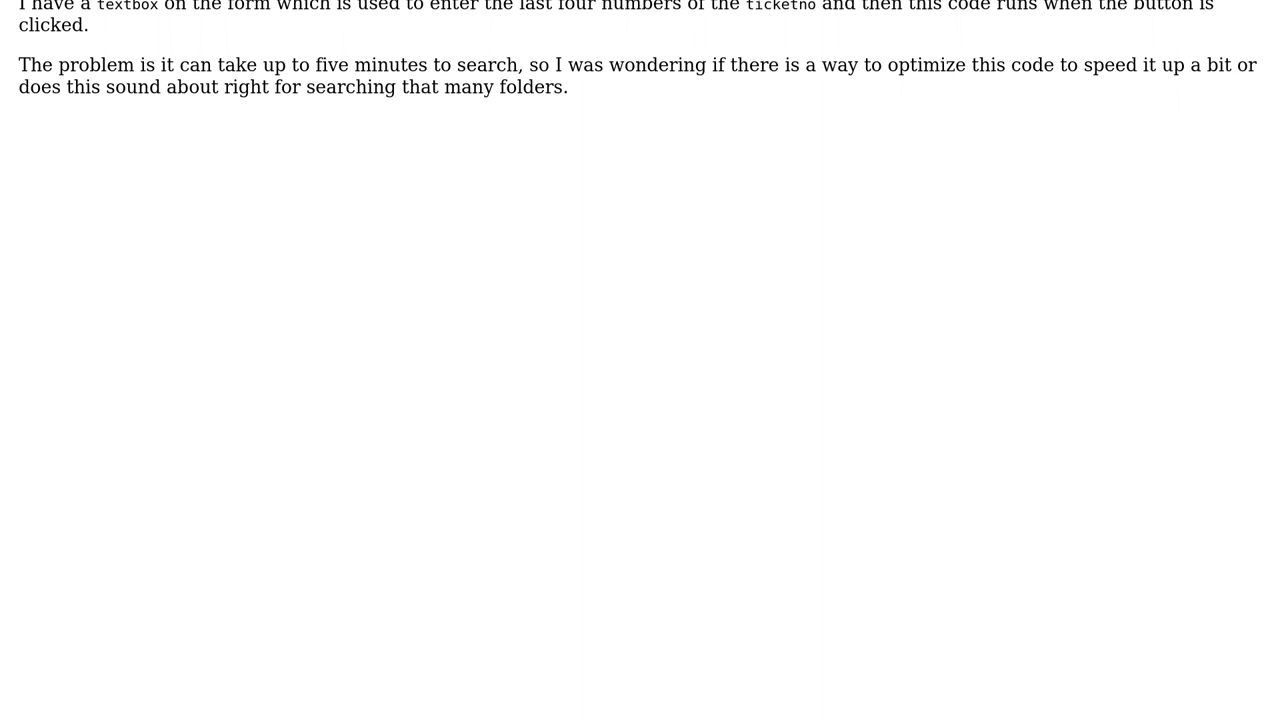 I have a textbox on the form which is used to enter the last four numbers of the ticketno and then this code runs when the button is
clicked.
The problem is it can take up to five minutes to search, so I was wondering if there is a way to optimize this code to speed it up a bit or
does this sound about right for searching that many folders.